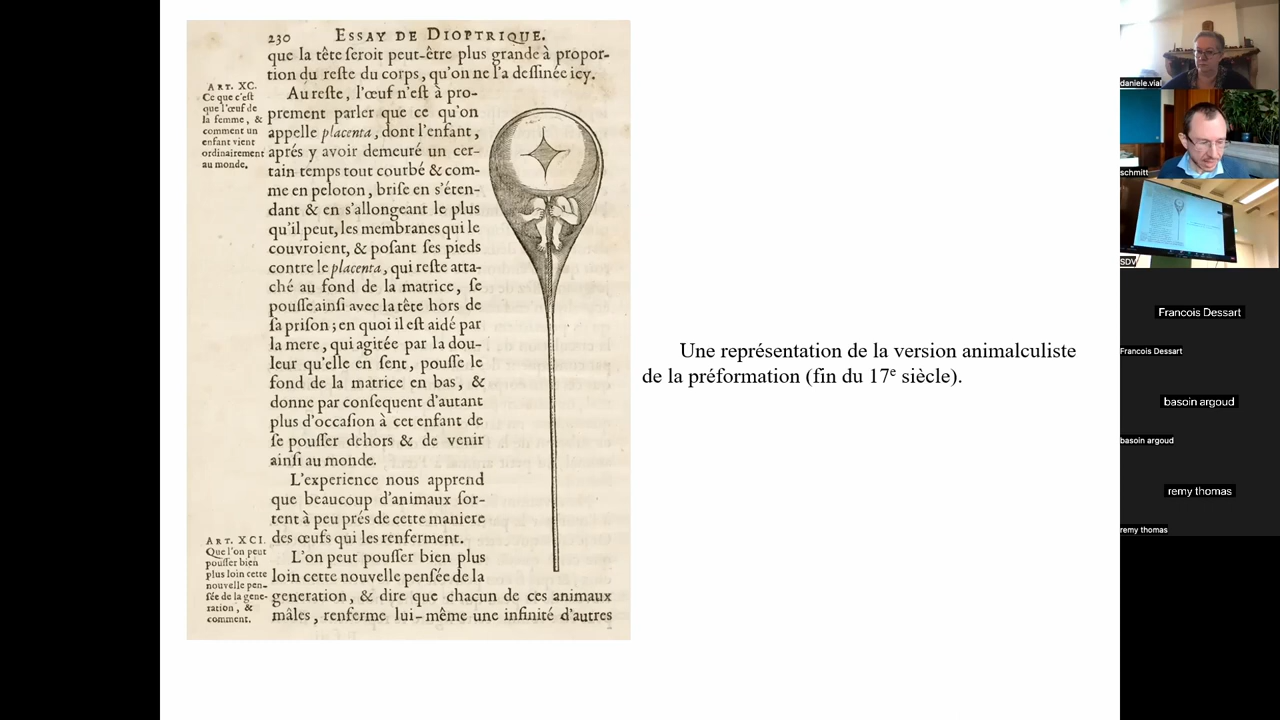 230 ESSAY DE DIOPTRIQUE.
que la tête ſeroit peut-être plus grande à propor-
tion du reſte du corps, qu'on ne l'a deſſinée icy.
ART. XC.
Ce que c'eſt
que l'œuf de
la femme, &
comment un
enfant vient
ordinairement
au monde.
Au reſte, l'œuf n'eſt à pro-
prement parler que ce qu'on
appelle placenta, dont l'enfant,
aprés y avoir demeuré un cer-
tain temps tout courbé & com-
me en peloton, briſe en s'éten-
dant & en s'allongeant le plus
qu'il peut, les membranes qui le
couvroient, & poſant ſes pieds
contre le placenta, qui reſte atta-
ché au fond de la matrice, ſe
pouſſe ainſi avec la tête hors de
ſa priſon ; en quoi il eſt aidé par
la mere, qui agitée par la dou-
leur qu'elle en ſent, pouſſe le
fond de la matrice en bas, &
donne par conſequent d'autant
plus d'occaſion à cet enfant de
ſe pouſſer dehors & de venir
ainſi au monde.
L'experience nous apprend
que beaucoup d'animaux ſor-
tent à peu prés de cette maniere
des œufs qui les renferment.
ART. XCI.
Que l'on peut
pouſſer bien
plus loin cette
nouvelle pen-
ſée de la gene-
ration, &
comment.
L'on peut pouſſer bien plus
loin cette nouvelle penſée de la
generation, & dire que chacun de ces animaux
mâles, renferme lui-même une infinité d'autres
Une représentation de la version animalculiste
de la préformation (fin du 17e siècle).
daniele.vial
schmitt
SDV
Francois Dessart
Francois Dessart
basoin argoud
basoin argoud
remy thomas
remy thomas